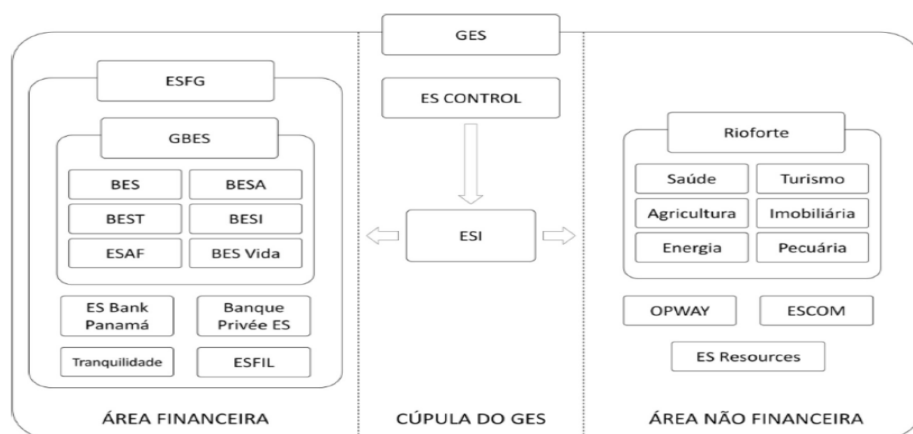 GES
ESFG
ES CONTROL
GBES
Rioforte
BES
BESA
Saúde
Turismo
BEST
BESI
Agricultura
Imobiliária
ESI
ESAF
BES Vida
Energia
Pecuária
ES Bank
Panamá
Banque
Privée ES
OPWAY
ESCOM
Tranquilidade
ESFIL
ES Resources
ÁREA FINANCEIRA
CÚPULA DO GES
ÁREA NÃO FINANCEIRA